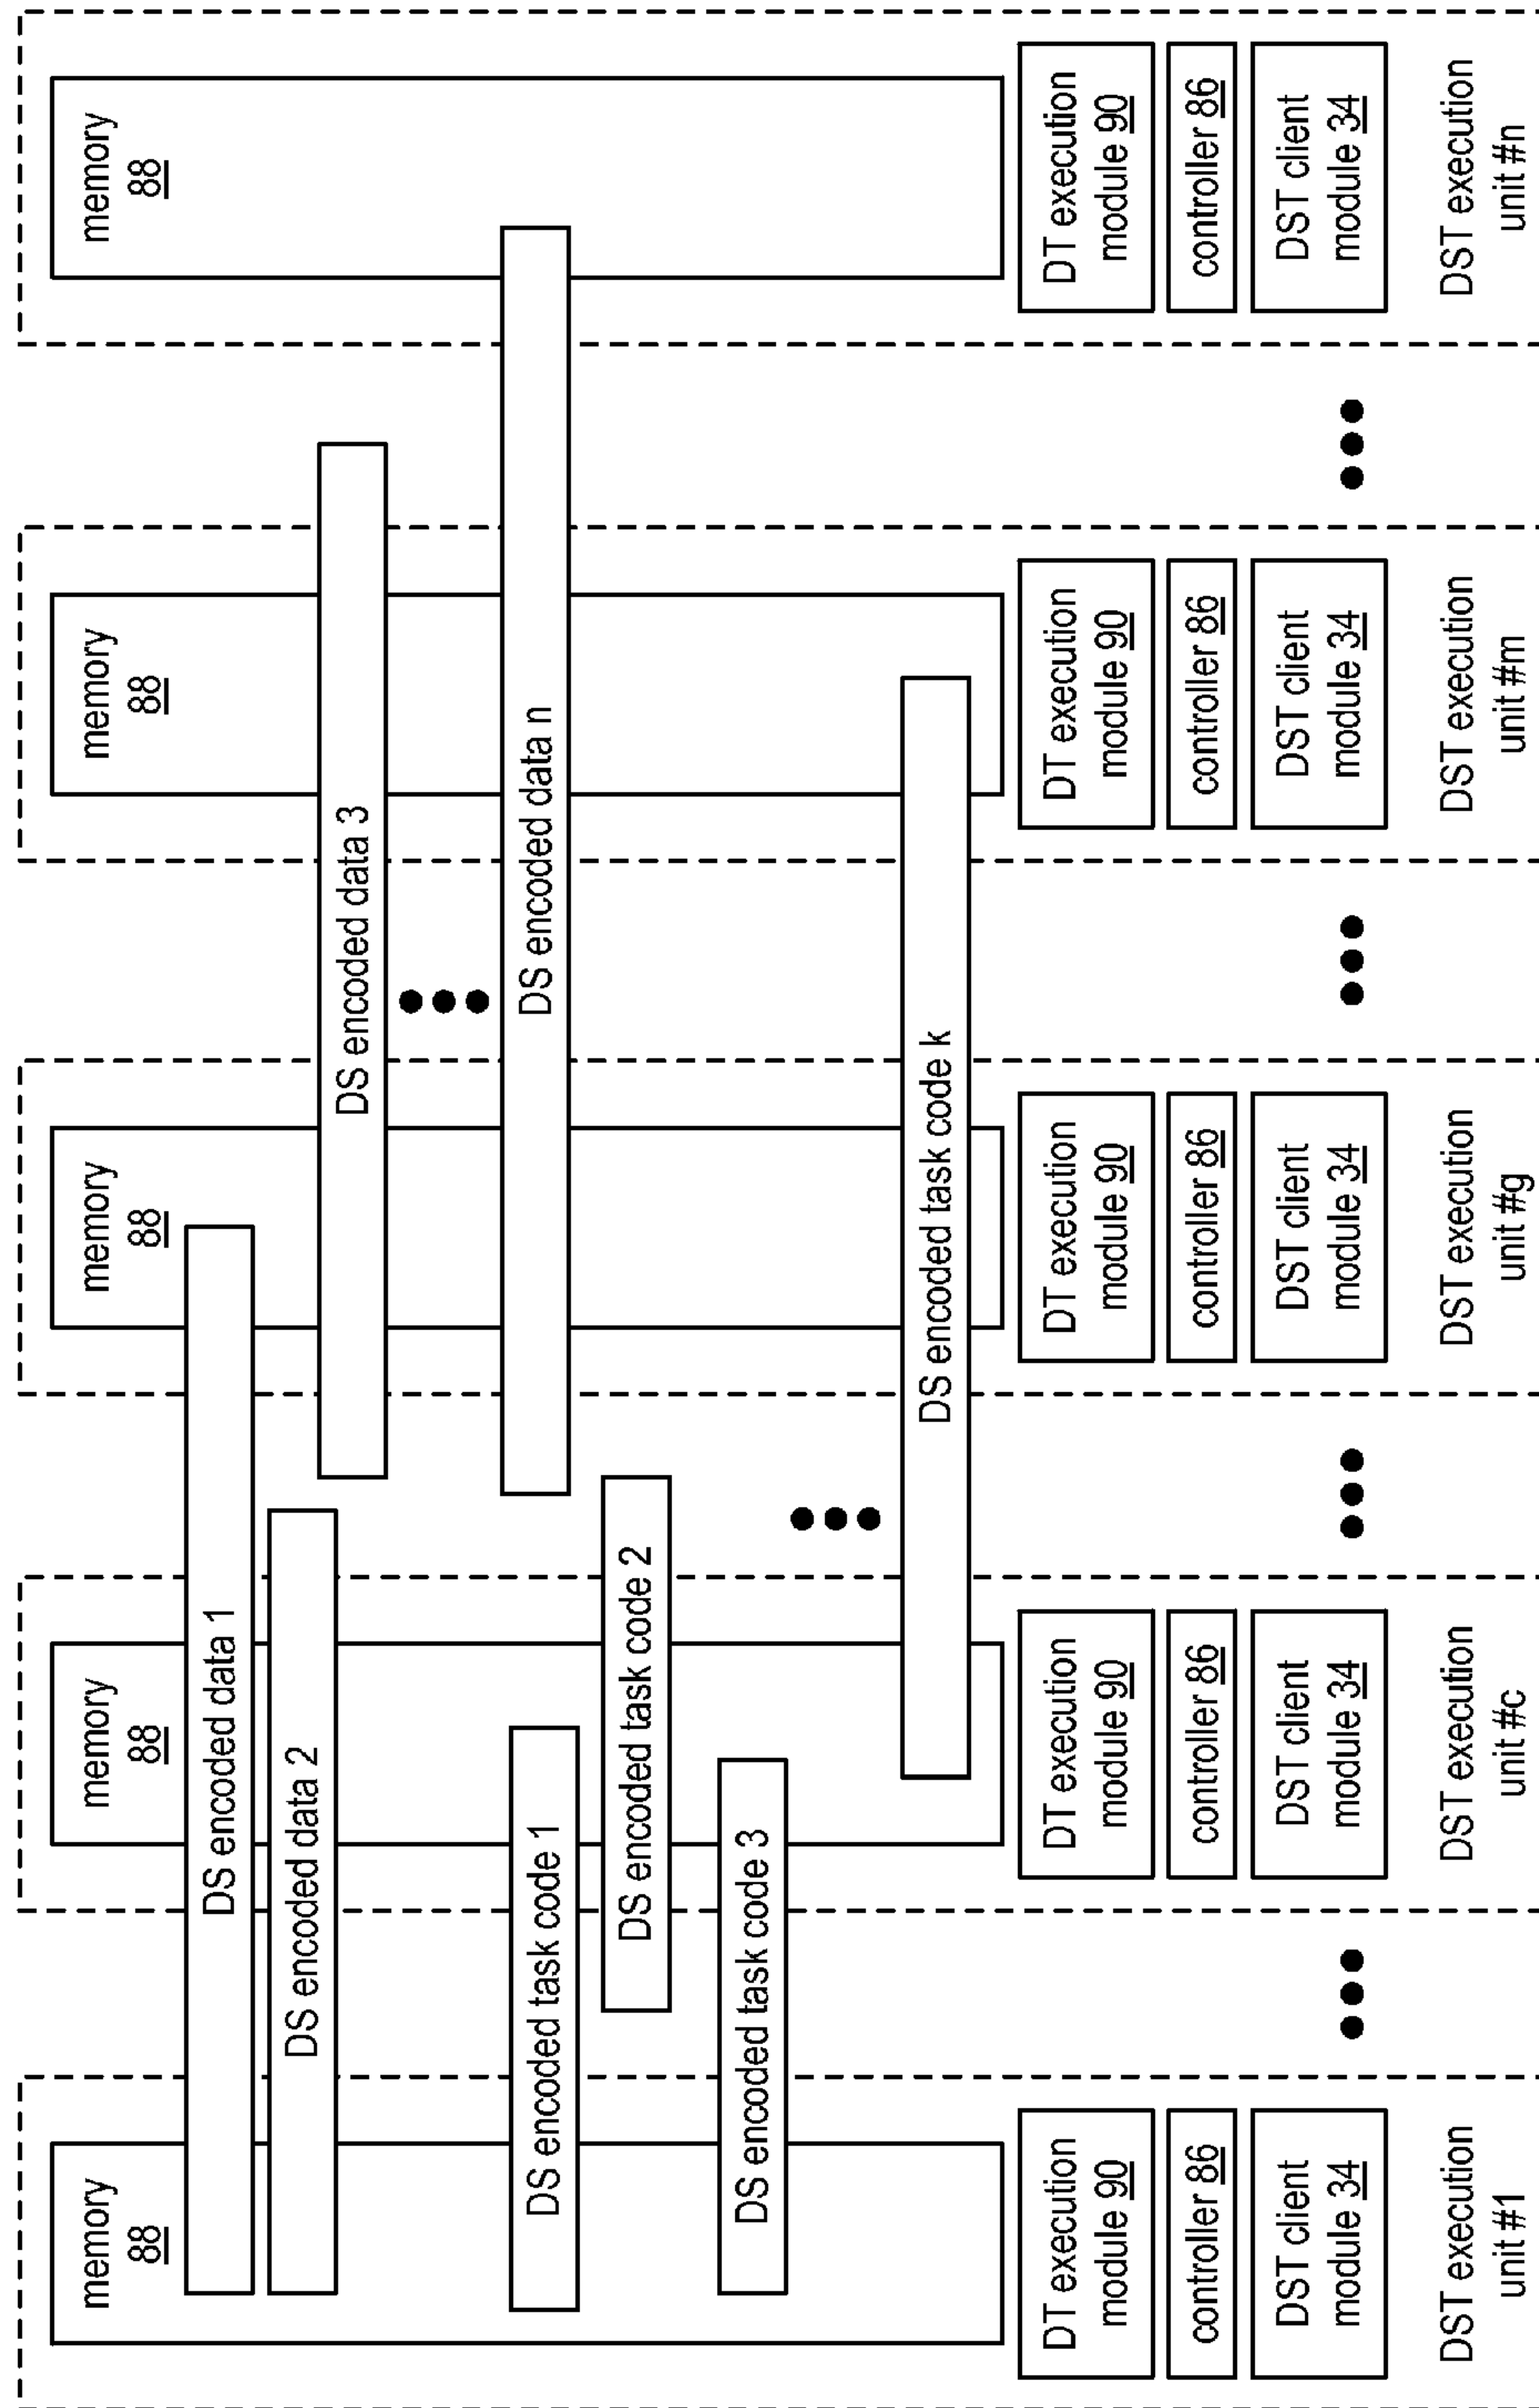 memory
88
memory
88
memory
88
memory
88
memory
88
DS encoded data 1
DS encoded data 2
DS encoded data 3
DS encoded data n
DS encoded task code 1
DS encoded task code 2
DS encoded task code 3
DS encoded task code k
DT execution
module 90
DT execution
module 90
DT execution
module 90
DT execution
module 90
DT execution
module 90
controller 86
controller 86
controller 86
controller 86
controller 86
DST client
module 34
DST client
module 34
DST client
module 34
DST client
module 34
DST client
module 34
DST execution
unit #1
DST execution
unit #c
DST execution
unit #g
DST execution
unit #m
DST execution
unit #n